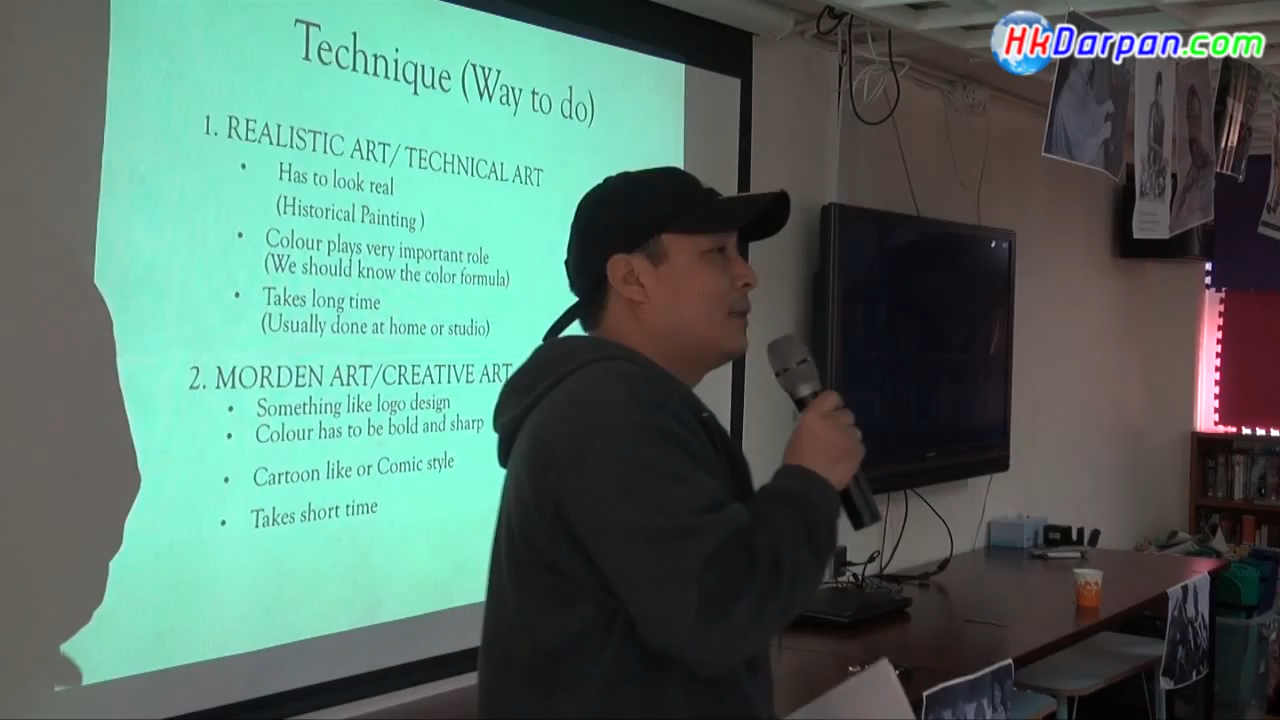 HkDarpan.com
Technique (Way to do)
1. REALISTIC ART/ TECHNICAL ART
• Has to look real
(Historical Painting )
• Colour plays very important role
(We should know the color formula)
• Takes long time
(Usually done at home or studio)
2. MORDEN ART/CREATIVE ART
• Something like logo design
• Colour has to be bold and sharp
• Cartoon like or Comic style
• Takes short time